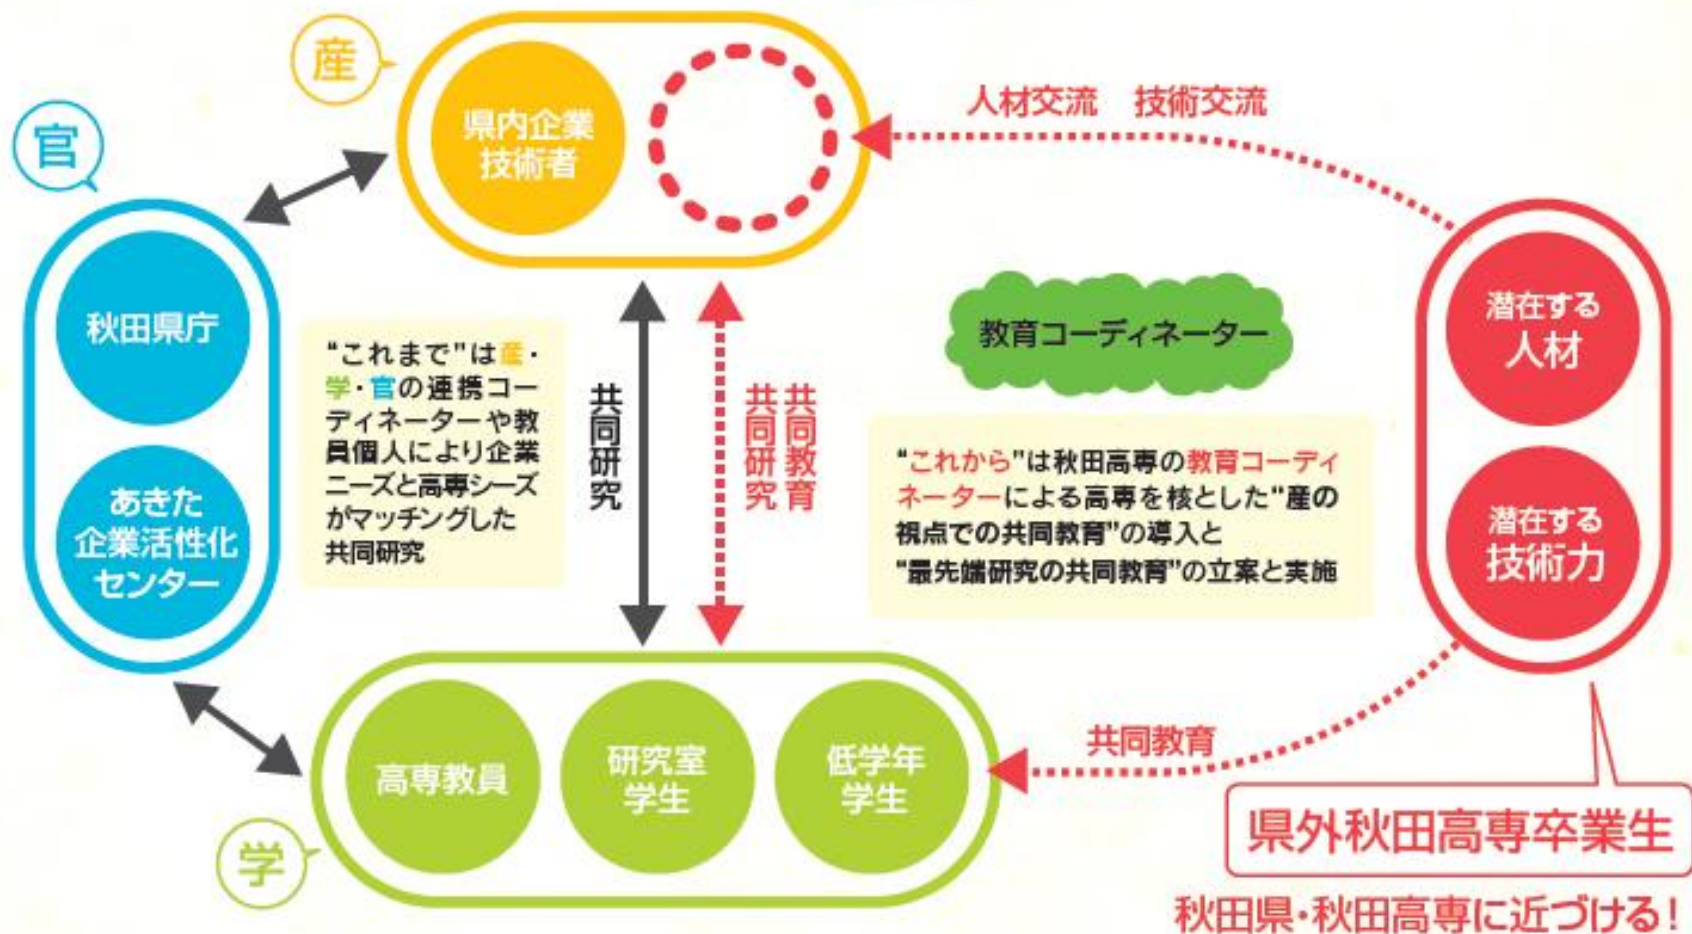 産
県内企業
技術者
人材交流 技術交流
官
秋田県庁
あきた
企業活性化
センター
“これまで”は産・
学・官の連携コー
ディネーターや教
員個人により企業
ニーズと高専シーズ
がマッチングした
共同研究
共同研究
共同教育
共同研究
教育コーディネーター
“これから”は秋田高専の教育コーディ
ネーターによる高専を核とした“産の
視点での共同教育”の導入と
“最先端研究の共同教育”の立案と実施
潜在する
人材
潜在する
技術力
高専教員
研究室
学生
低学年
学生
学
共同教育
県外秋田高専卒業生
秋田県・秋田高専に近づける!